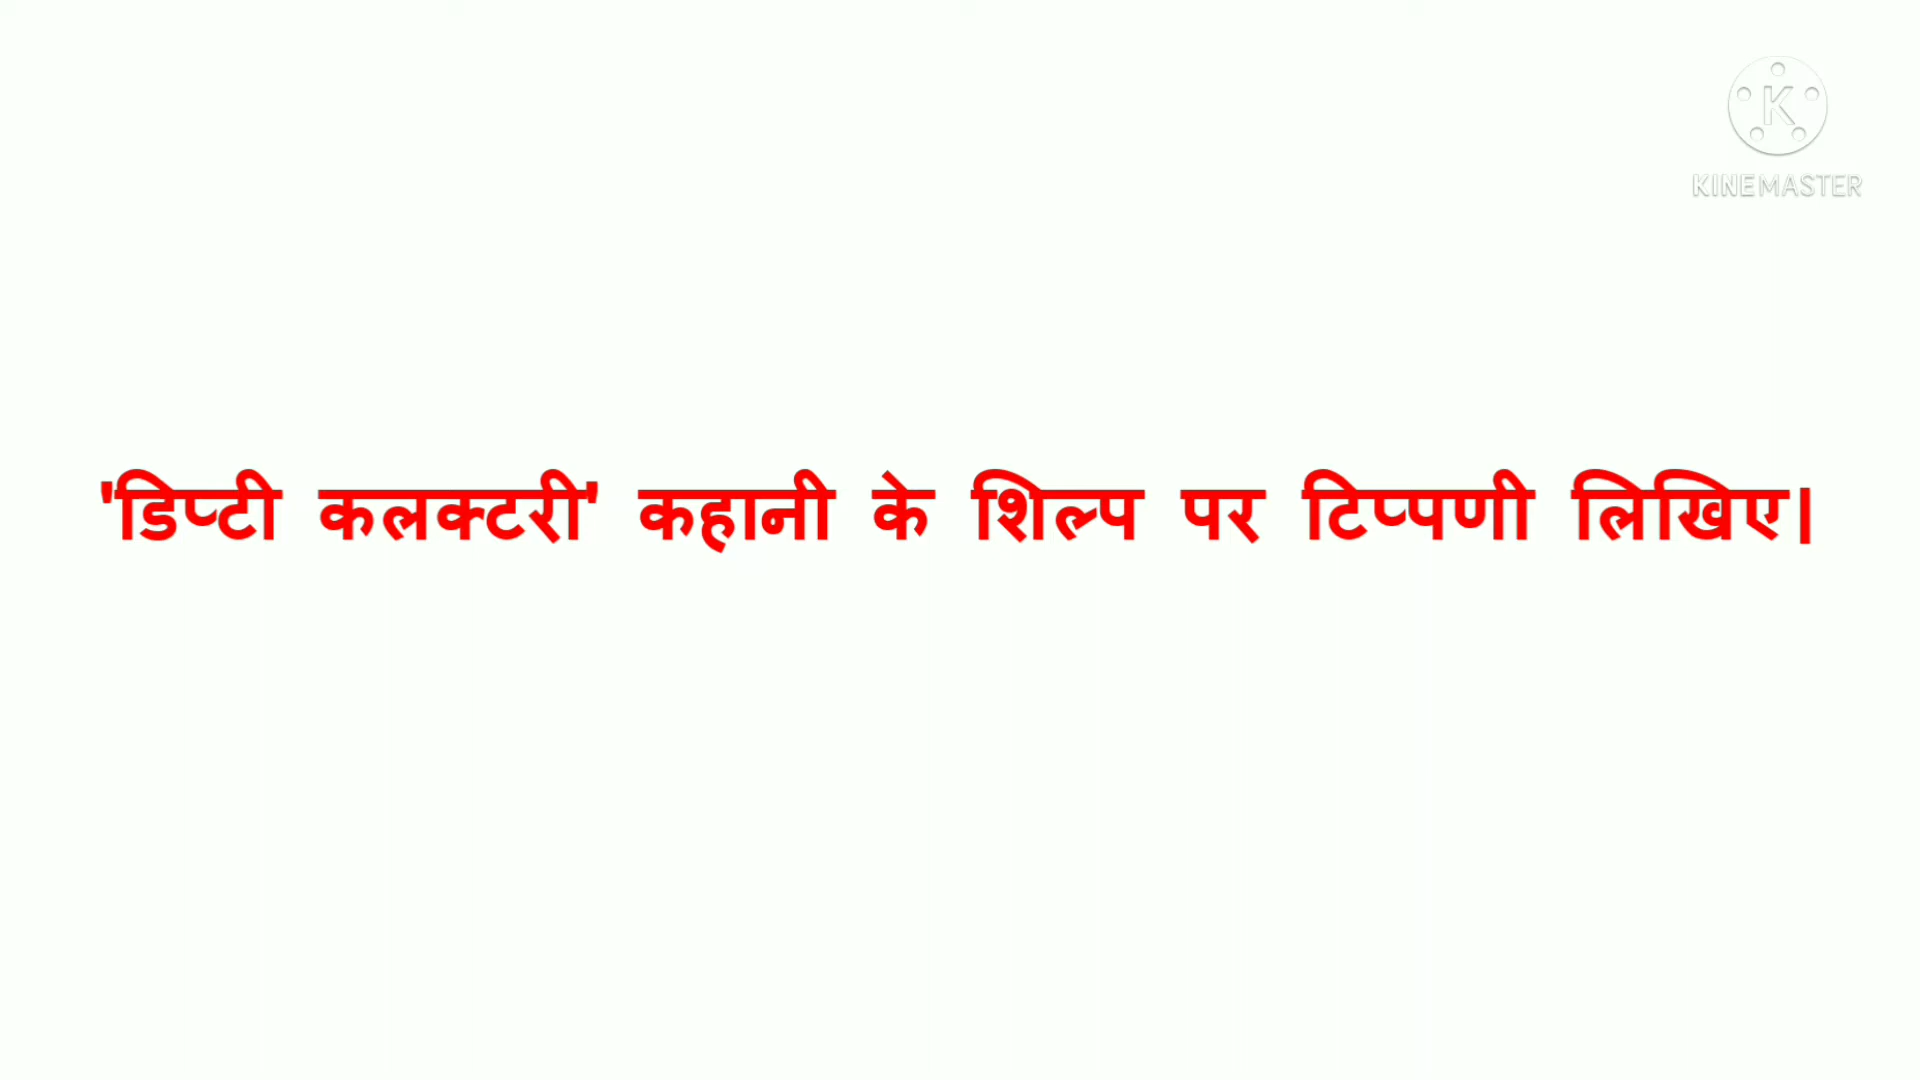 KINEMASTER
'डिप्टी कलक्टरी' कहानी के शिल्प पर टिप्पणी लिखिए।